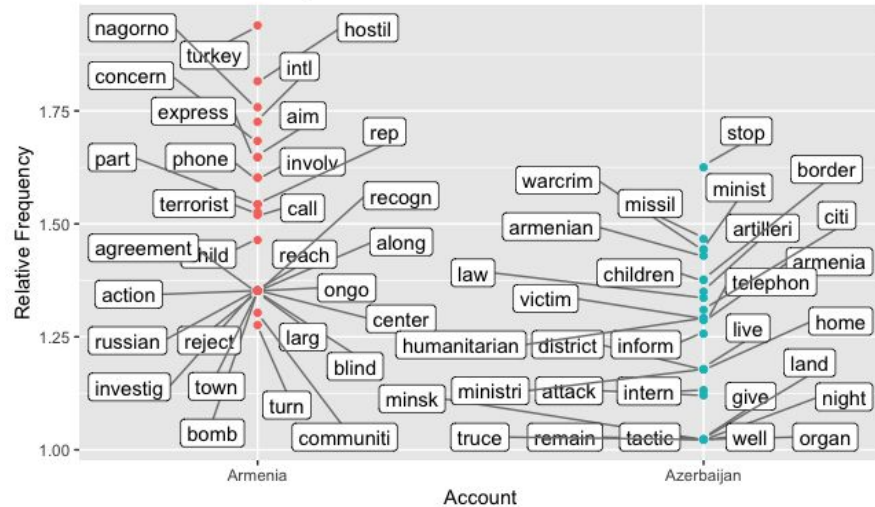 Relative Frequency
1.75
1.50
1.25
1.00
nagorno
turkey
hostil
concern
intl
express
aim
rep
part
phone
involv
terrorist
call
recogn
agreement
child
reach
along
action
ongo
center
russian
reject
larg
blind
investig
town
turn
bomb
communiti
stop
border
warcrim
minist
missil
citi
armenian
artilleri
children
armenia
law
telephon
victim
live
home
humanitarian
district
inform
land
ministri
attack
intern
give
night
minsk
truce
remain
tactic
well
organ
Armenia
Azerbaijan
Account